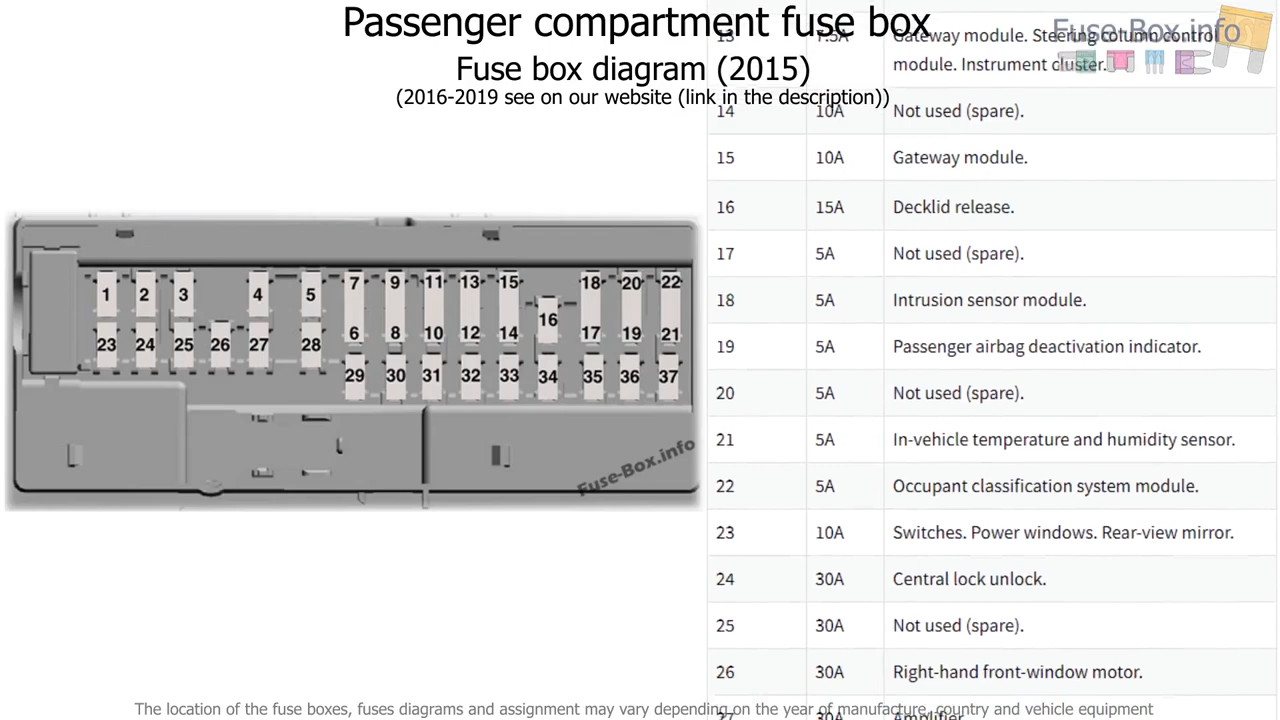 Passenger compartment fuse box
Fuse box diagram (2015)
(2016-2019 see on our website (link in the description))
Fuse-Box.info
13 7.5A Gateway module. Steering column control
module. Instrument cluster.
14 10A Not used (spare).
15 10A Gateway module.
16 15A Decklid release.
17 5A Not used (spare).
18 5A Intrusion sensor module.
19 5A Passenger airbag deactivation indicator.
20 5A Not used (spare).
21 5A In-vehicle temperature and humidity sensor.
22 5A Occupant classification system module.
23 10A Switches. Power windows. Rear-view mirror.
24 30A Central lock unlock.
25 30A Not used (spare).
26 30A Right-hand front-window motor.
27 30A Amplifier.
1 2 3 4 5 7 9 11 13 15 18 20 22
16
23 24 25 26 27 28 6 8 10 12 14 17 19 21
29 30 31 32 33 34 35 36 37
Fuse-Box.info
The location of the fuse boxes, fuses diagrams and assignment may vary depending on the year of manufacture, country and vehicle equipment